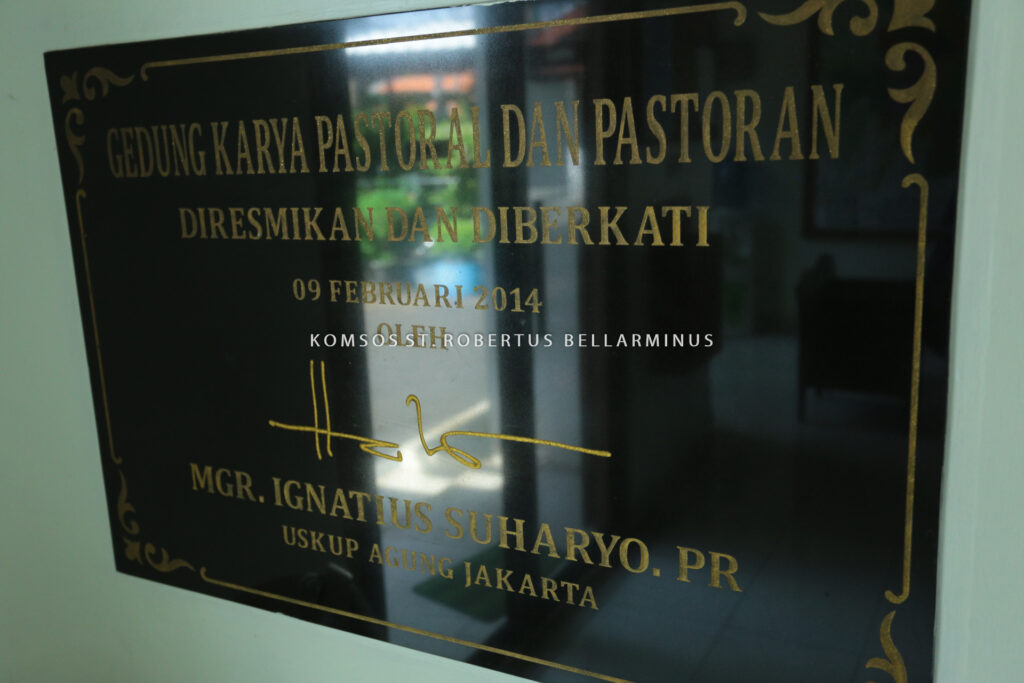 GEDUNG KARYA PASTORAL DAN PASTORAN
DIRESMIKAN DAN DIBERKATI
09 FEBRUARI 2014
OLEH
KOMSOS ST. ROBERTUS BELLARMINUS
MGR. IGNATIUS SUHARYO. PR
USKUP AGUNG JAKARTA